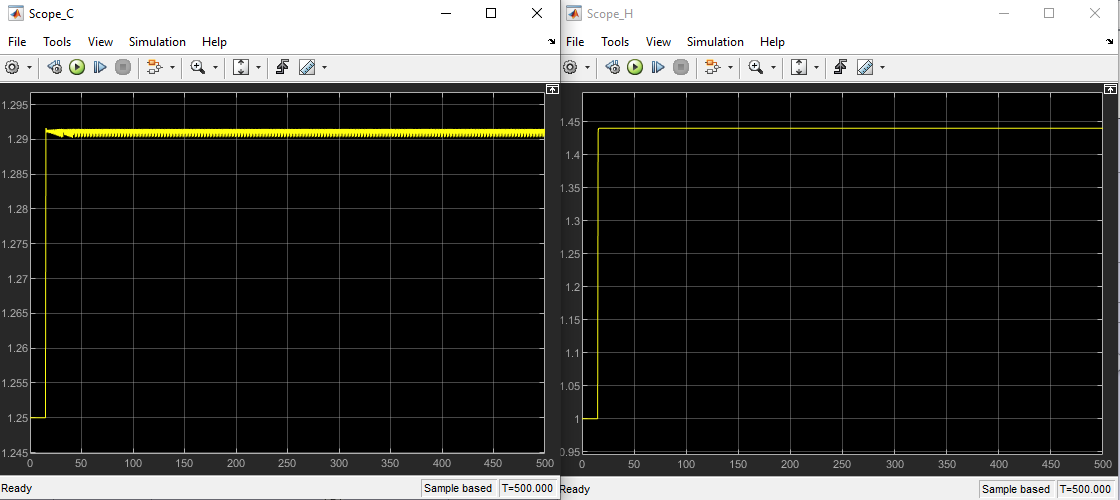 Scope_C
File Tools View Simulation Help
1.295
1.29
1.285
1.28
1.275
1.27
1.265
1.26
1.255
1.25
1.245
0 50 100 150 200 250 300 350 400 450 500
Ready Sample based T=500.000
Scope_H
File Tools View Simulation Help
1.45
1.4
1.35
1.3
1.25
1.2
1.15
1.1
1.05
1
0.95
0 50 100 150 200 250 300 350 400 450 500
Ready Sample based T=500.000